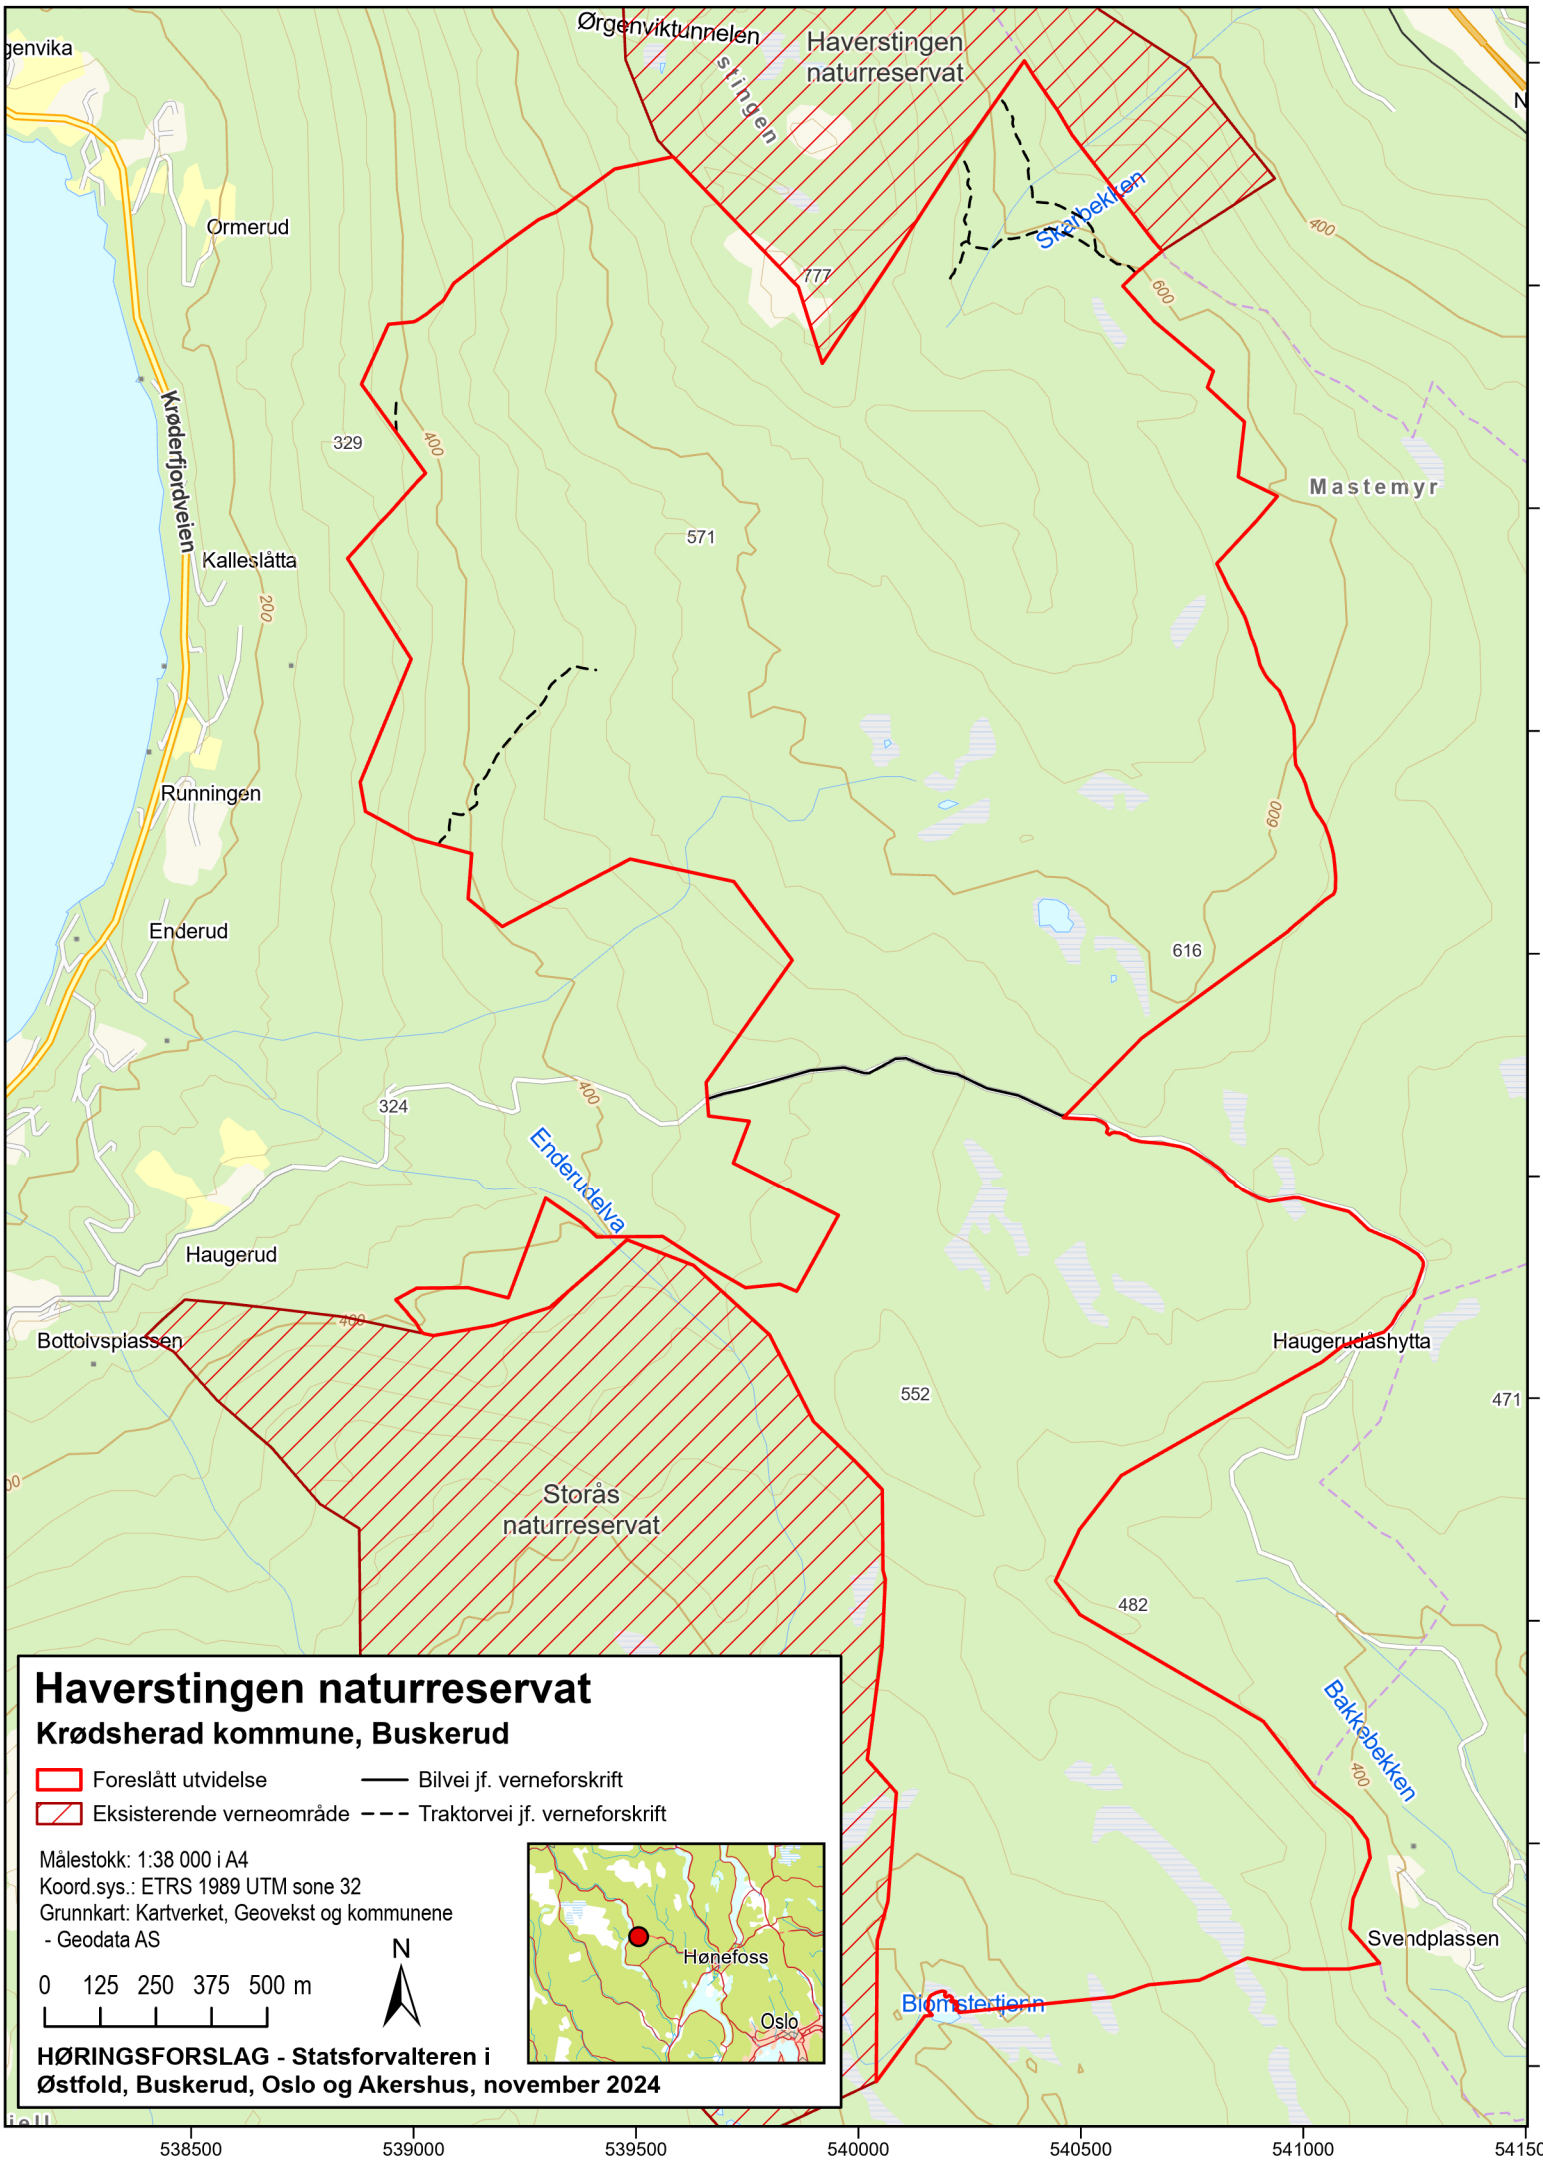 Ørgenviktunnelen
Haverstingen
naturreservat
genvika
stingen
N
Ormerud
Skarbekken
400
777
600
Krøderfjordveien
329
400
Mastemyr
571
Kalleslåtta
200
Runningen
600
Enderud
616
324
400
Enderudelva
Haugerud
400
Bottolvsplassen
Haugerudåshytta
552
471
Storås
naturreservat
00
482
Bakkebekken
400
Svendplassen
Blomstertjenn
jell
Haverstingen naturreservat
Krødsherad kommune, Buskerud
Foreslått utvidelse
Bilvei jf. verneforskrift
Eksisterende verneområde
Traktorvei jf. verneforskrift
Målestokk: 1:38 000 i A4
Koord.sys.: ETRS 1989 UTM sone 32
Grunnkart: Kartverket, Geovekst og kommunene
- Geodata AS
N
0 125 250 375 500 m
Hønefoss
Oslo
HØRINGSFORSLAG - Statsforvalteren i
Østfold, Buskerud, Oslo og Akershus, november 2024
538500 539000 539500 540000 540500 541000 54150